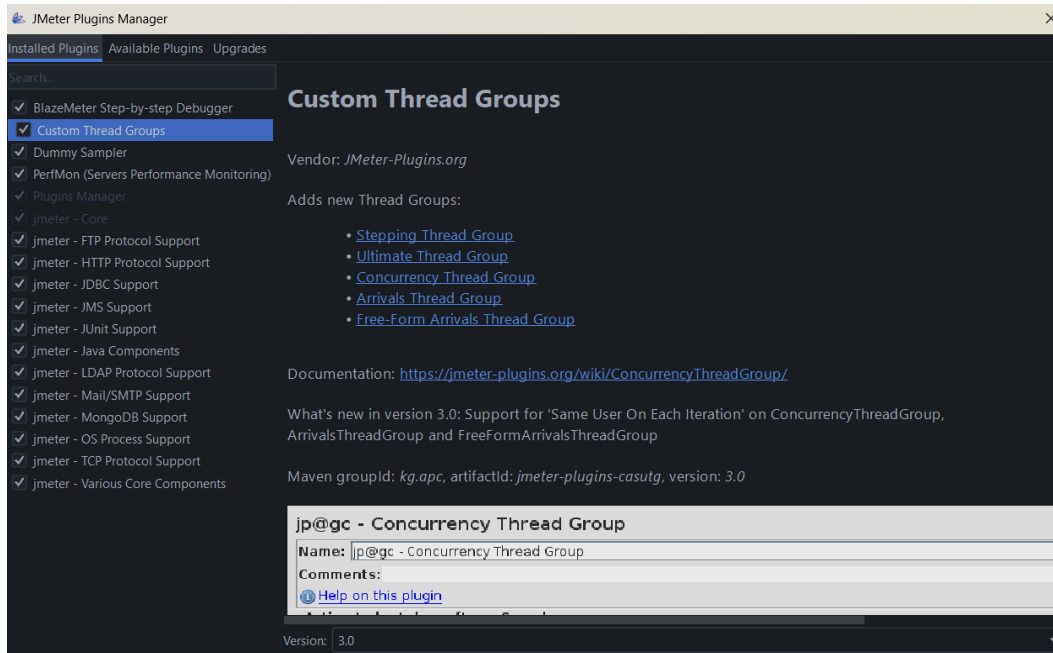 JMeter Plugins Manager
Installed Plugins Available Plugins Upgrades
Search...
BlazeMeter Step-by-step Debugger
Custom Thread Groups
Dummy Sampler
PerfMon (Servers Performance Monitoring)
Plugins Manager
jmeter - Core
jmeter - FTP Protocol Support
jmeter - HTTP Protocol Support
jmeter - JDBC Support
jmeter - JMS Support
jmeter - JUnit Support
jmeter - Java Components
jmeter - LDAP Protocol Support
jmeter - Mail/SMTP Support
jmeter - MongoDB Support
jmeter - OS Process Support
jmeter - TCP Protocol Support
jmeter - Various Core Components
Custom Thread Groups
Vendor: JMeter-Plugins.org
Adds new Thread Groups:
• Stepping Thread Group
• Ultimate Thread Group
• Concurrency Thread Group
• Arrivals Thread Group
• Free-Form Arrivals Thread Group
Documentation: https://jmeter-plugins.org/wiki/ConcurrencyThreadGroup/
What's new in version 3.0: Support for 'Same User On Each Iteration' on ConcurrencyThreadGroup,
ArrivalsThreadGroup and FreeFormArrivalsThreadGroup
Maven groupId: kg.apc, artifactId: jmeter-plugins-casutg, version: 3.0
jp@gc - Concurrency Thread Group
Name: jp@gc - Concurrency Thread Group
Comments:
Help on this plugin
Version: 3.0